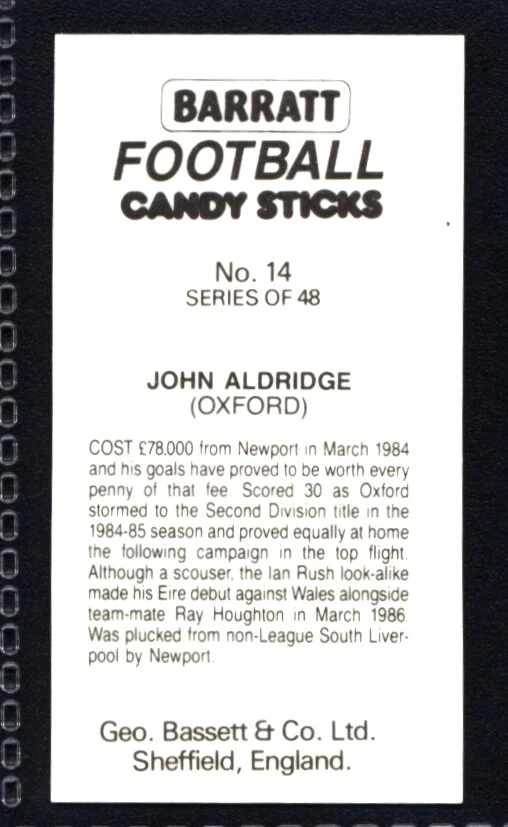 BARRATT
FOOTBALL
CANDY STICKS
No. 14
SERIES OF 48
JOHN ALDRIDGE
(OXFORD)
COST £78.000 from Newport in March 1984
and his goals have proved to be worth every
penny of that fee. Scored 30 as Oxford
stormed to the Second Division title in the
1984-85 season and proved equally at home
the following campaign in the top flight.
Although a scouser, the Ian Rush look-alike
made his Eire debut against Wales alongside
team-mate Ray Houghton in March 1986.
Was plucked from non-League South Liver-
pool by Newport.
Geo. Bassett & Co. Ltd.
Sheffield, England.